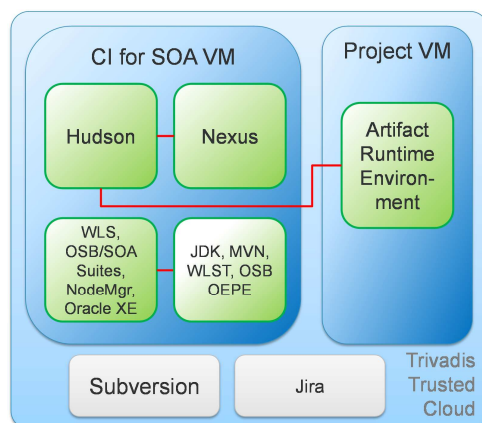 CI for SOA VM
Project VM
Hudson
Nexus
Artifact
Runtime
Environ-
ment
WLS,
OSB/SOA
Suites,
NodeMgr,
Oracle XE
JDK, MVN,
WLST, OSB
OEPE
Subversion
Jira
Trivadis
Trusted
Cloud